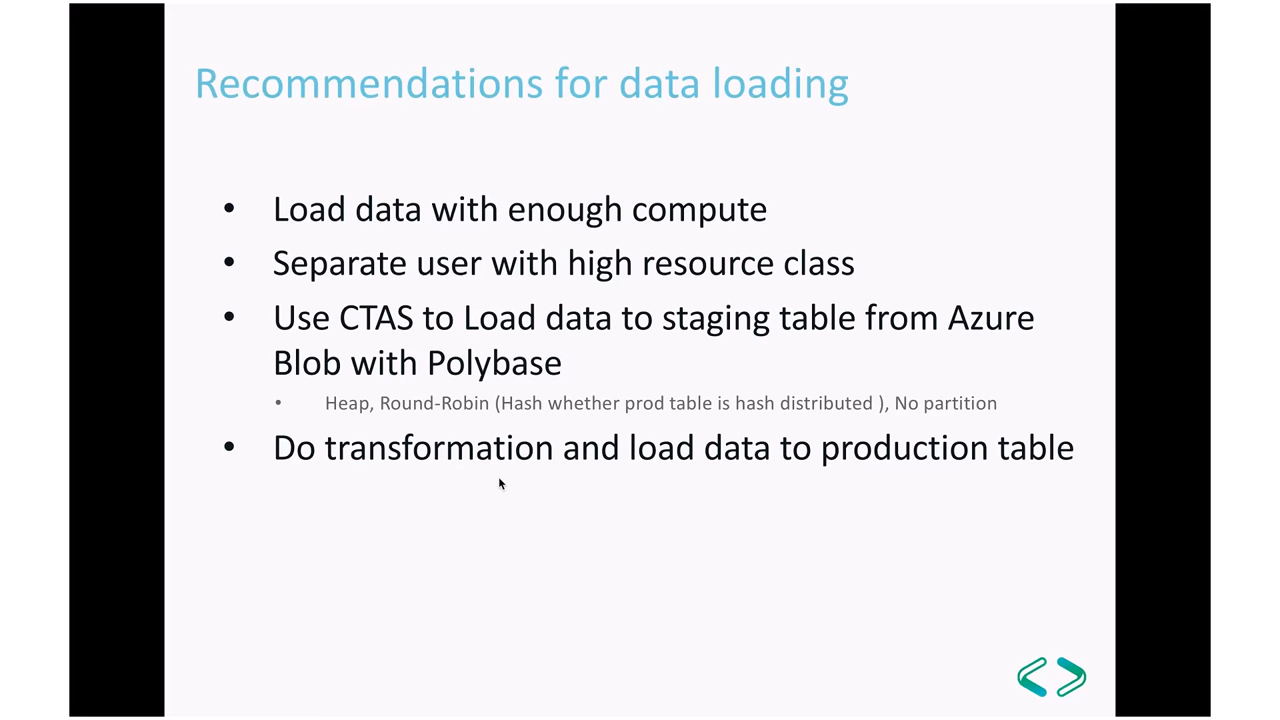 Recommendations for data loading
• Load data with enough compute
• Separate user with high resource class
• Use CTAS to Load data to staging table from Azure
Blob with Polybase
• Heap, Round-Robin (Hash whether prod table is hash distributed ), No partition
• Do transformation and load data to production table